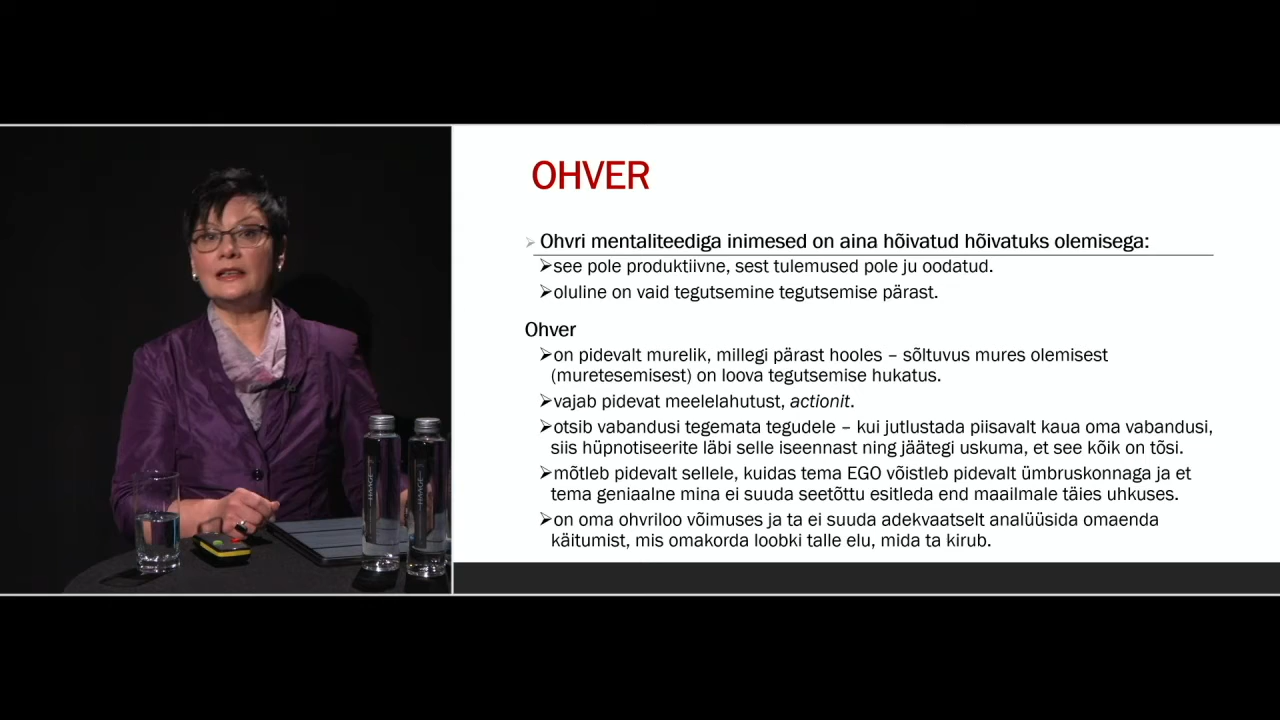 OHVER
Ohvri mentaliteediga inimesed on aina hõivatud hõivatuks olemisega:
see pole produktiivne, sest tulemused pole ju oodatud.
oluline on vaid tegutsemine tegutsemise pärast.
Ohver
on pidevalt murelik, millegi pärast hooles – sõltuvus mures olemisest
(muretesemisest) on loova tegutsemise hukatus.
vajab pidevat meelelahutust, actionit.
otsib vabandusi tegemata tegudele – kui jutlustada piisavalt kaua oma vabandusi,
siis hüpnotiseerite läbi selle iseennast ning jäätegi uskuma, et see kõik on tõsi.
mõtleb pidevalt sellele, kuidas tema EGO võistleb pidevalt ümbruskonnaga ja et
tema geniaalne mina ei suuda seetõttu esitleda end maailmale täies uhkuses.
on oma ohvriloo võimuses ja ta ei suuda adekvaatselt analüüsida omaenda
käitumist, mis omakorda loobki talle elu, mida ta kirub.